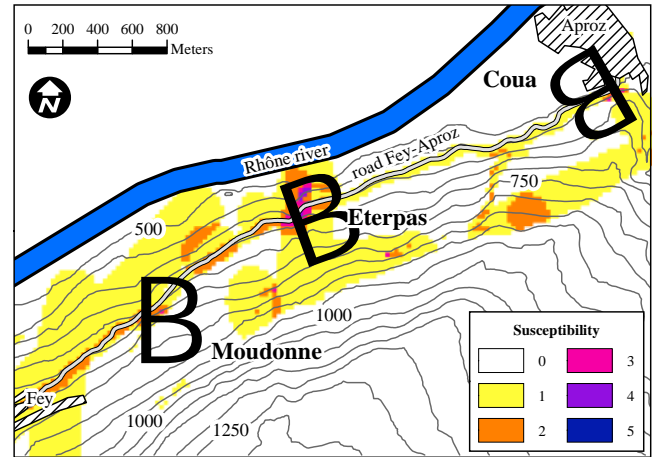 0 200 400 600 800
Meters
Aproz
N
Coua
B
Rhône river
road Fey-Aproz
B
Eterpas
750
500
B
Moudonne
1000
Fey
1000
1250
Susceptibility
0 3
1 4
2 5